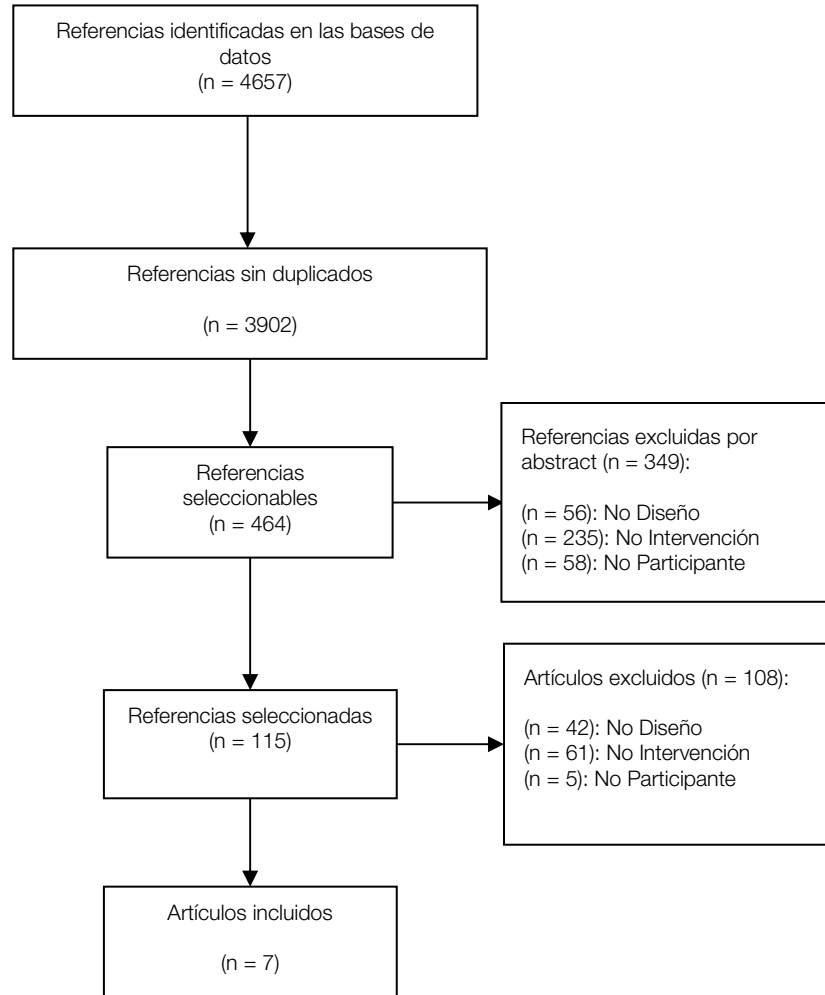 Referencias identificadas en las bases de
datos
(n = 4657)
Referencias sin duplicados
(n = 3902)
Referencias
seleccionables
(n = 464)
Referencias excluidas por
abstract (n = 349):
(n = 56): No Diseño
(n = 235): No Intervención
(n = 58): No Participante
Referencias seleccionadas
(n = 115)
Artículos excluidos (n = 108):
(n = 42): No Diseño
(n = 61): No Intervención
(n = 5): No Participante
Artículos incluidos
(n = 7)